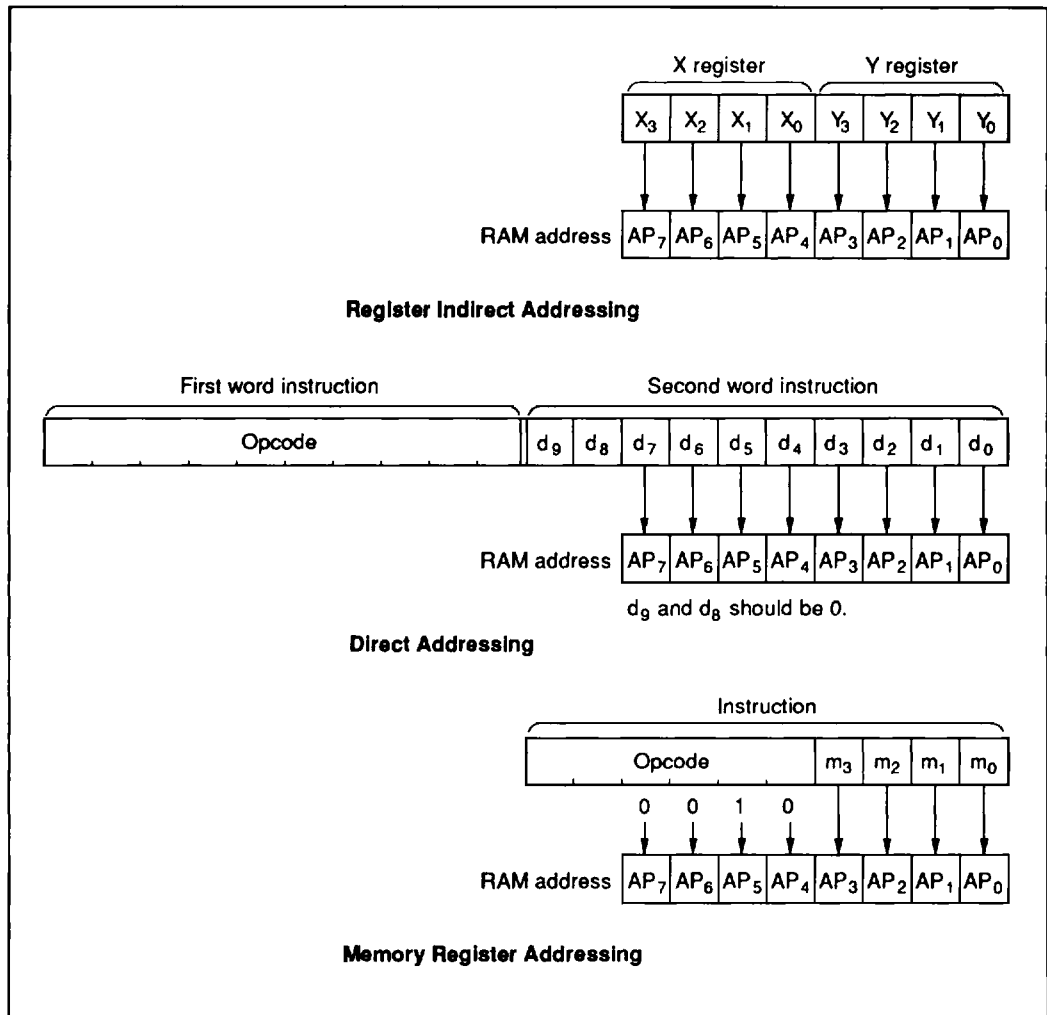 X register Y register
X₃ X₂ X₁ X₀ Y₃ Y₂ Y₁ Y₀
RAM address AP₇ AP₆ AP₅ AP₄ AP₃ AP₂ AP₁ AP₀
Register Indirect Addressing
First word instruction Second word instruction
Opcode d₉ d₈ d₇ d₆ d₅ d₄ d₃ d₂ d₁ d₀
RAM address AP₇ AP₆ AP₅ AP₄ AP₃ AP₂ AP₁ AP₀
d₉ and d₈ should be 0.
Direct Addressing
Instruction
Opcode m₃ m₂ m₁ m₀
0 0 1 0
RAM address AP₇ AP₆ AP₅ AP₄ AP₃ AP₂ AP₁ AP₀
Memory Register Addressing